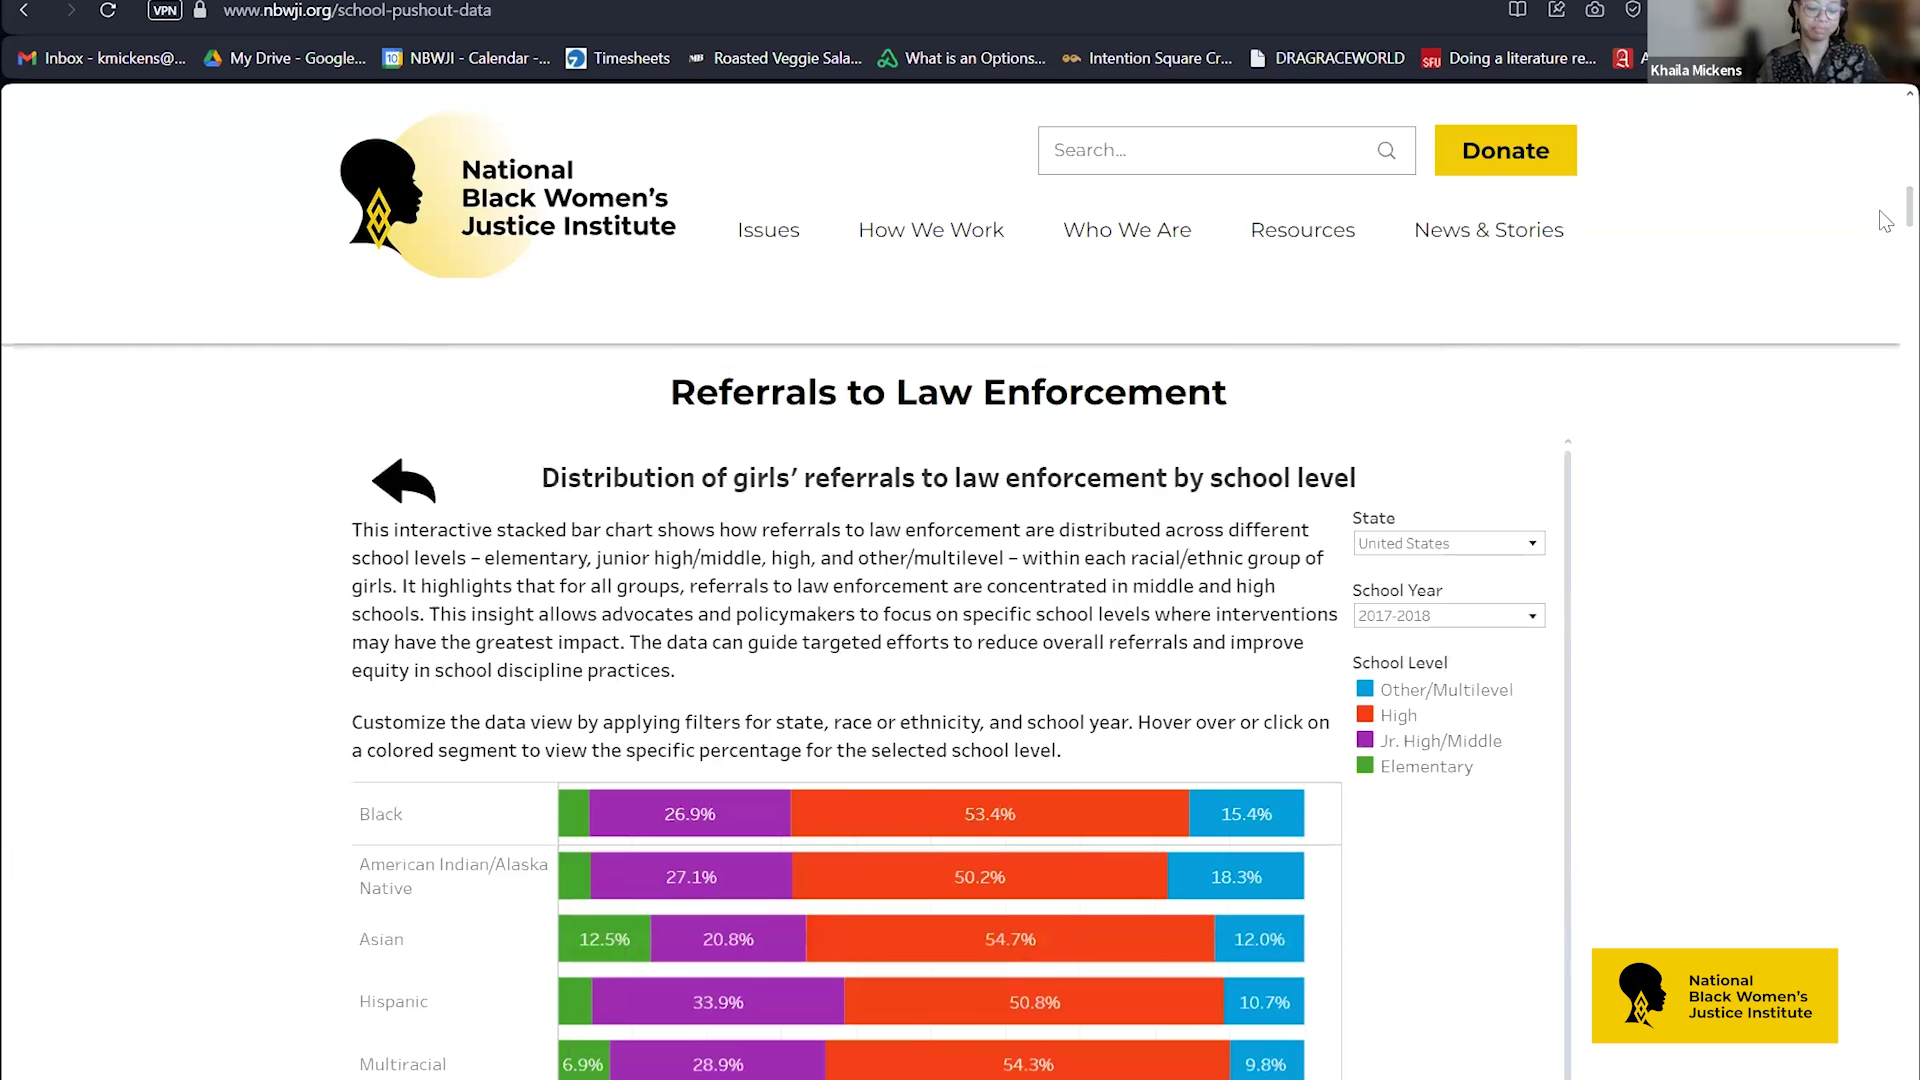 VPN
www.nbwji.org/school-pushout-data
Inbox - kmickens@...
My Drive - Google...
10
NBWJI - Calendar -...
Timesheets
Roasted Veggie Sala...
What is an Options...
Intention Square Cr...
DRAGRACEWORLD
SFU
Doing a literature re...
Khaila Mickens
National
Black Women's
Justice Institute
Search...
Donate
Issues
How We Work
Who We Are
Resources
News & Stories
Referrals to Law Enforcement
Distribution of girls' referrals to law enforcement by school level
This interactive stacked bar chart shows how referrals to law enforcement are distributed across different
school levels – elementary, junior high/middle, high, and other/multilevel – within each racial/ethnic group of
girls. It highlights that for all groups, referrals to law enforcement are concentrated in middle and high
schools. This insight allows advocates and policymakers to focus on specific school levels where interventions
may have the greatest impact. The data can guide targeted efforts to reduce overall referrals and improve
equity in school discipline practices.
Customize the data view by applying filters for state, race or ethnicity, and school year. Hover over or click on
a colored segment to view the specific percentage for the selected school level.
State
United States
School Year
2017-2018
School Level
Other/Multilevel
High
Jr. High/Middle
Elementary
Black 26.9% 53.4% 15.4%
American Indian/Alaska
Native
27.1% 50.2% 18.3%
Asian 12.5% 20.8% 54.7% 12.0%
Hispanic 33.9% 50.8% 10.7%
Multiracial 6.9% 28.9% 54.3% 9.8%
National
Black Women's
Justice Institute